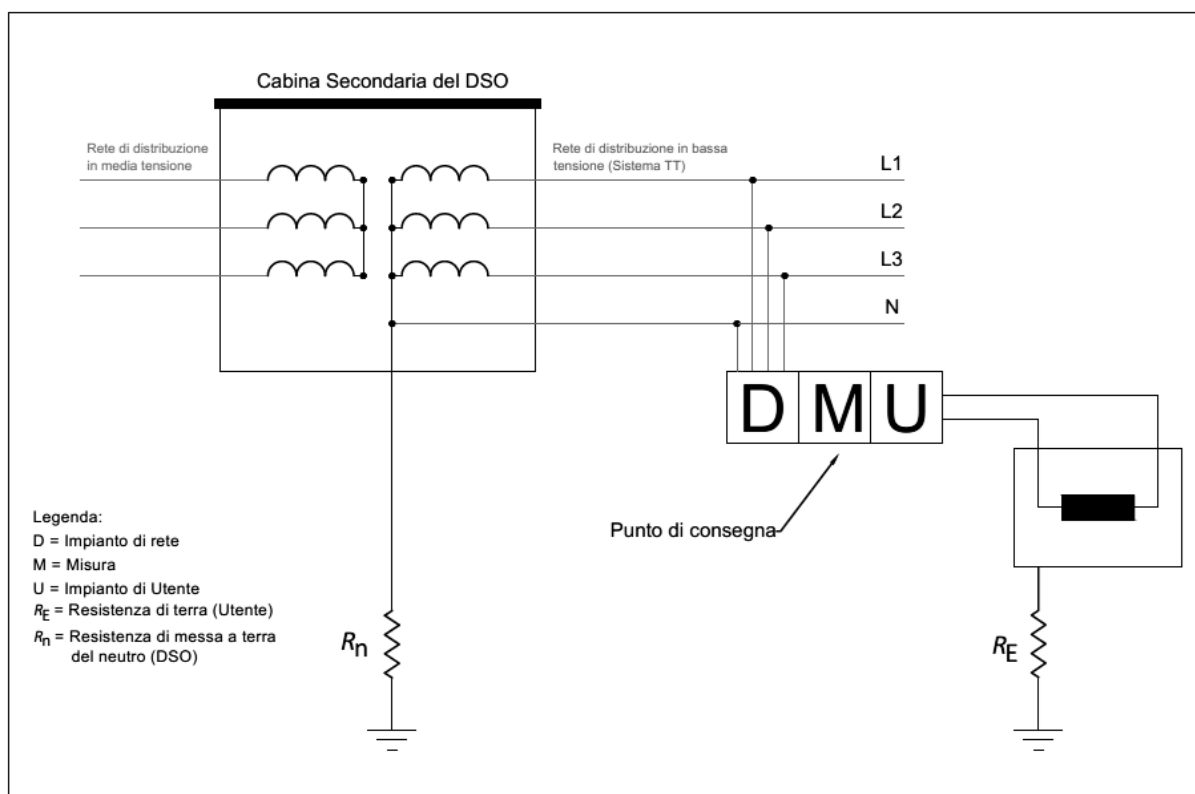 Cabina Secondaria del DSO
Rete di distribuzione
in media tensione
Rete di distribuzione in bassa
tensione (Sistema TT)
L1
L2
L3
N
D M U
Punto di consegna
Legenda:
D = Impianto di rete
M = Misura
U = Impianto di Utente
RE = Resistenza di terra (Utente)
Rn = Resistenza di messa a terra
del neutro (DSO)
Rn
RE